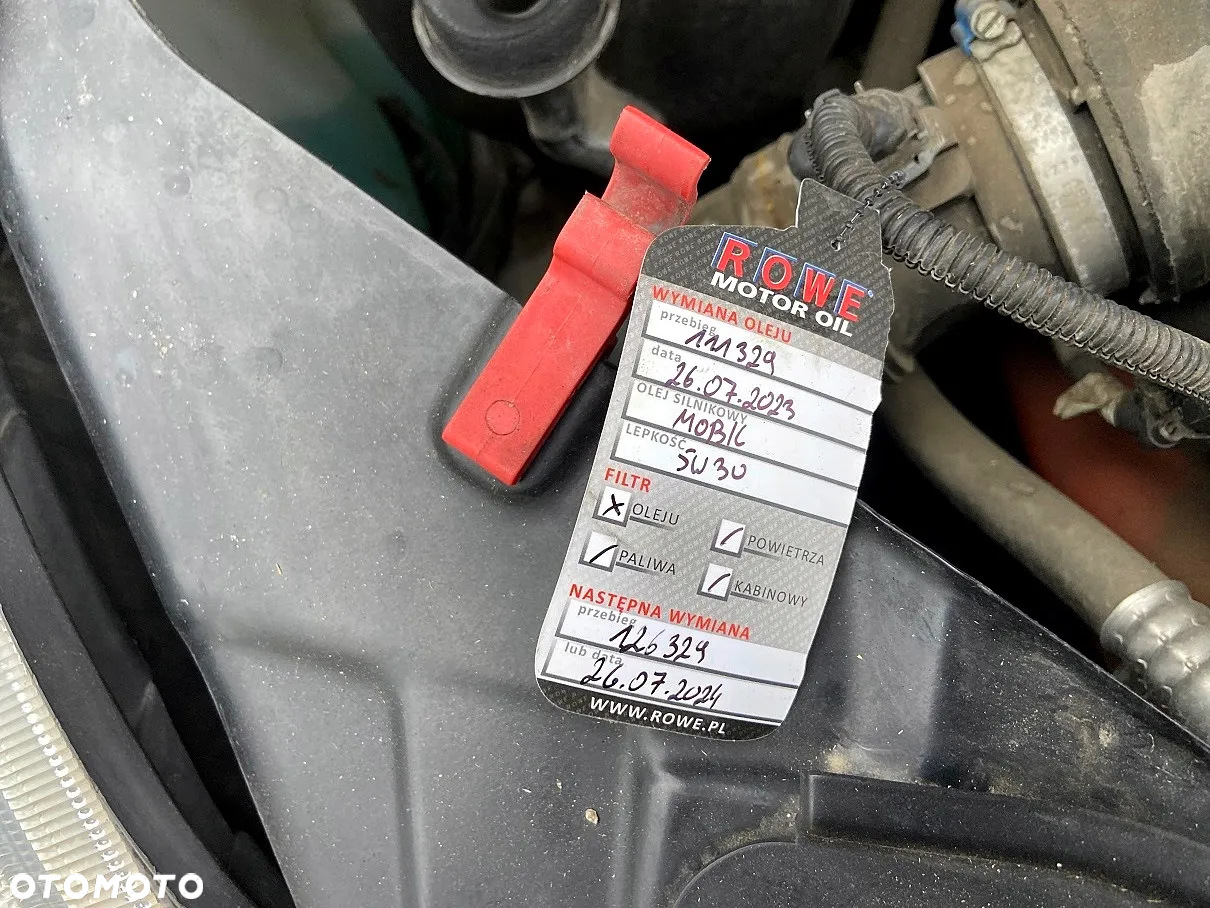 ROWE
MOTOR OIL
WYMIANA OLEJU
przebieg
111329
data
26.07.2023
OLEJ SILNIKOWY
MOBIL
LEPKOŚĆ
5W30
FILTR
OLEJU
POWIETRZA
PALIWA
KABINOWY
NASTĘPNA WYMIANA
przebieg
126329
lub data
26.07.2024
WWW.ROWE.PL
OTOMOTO